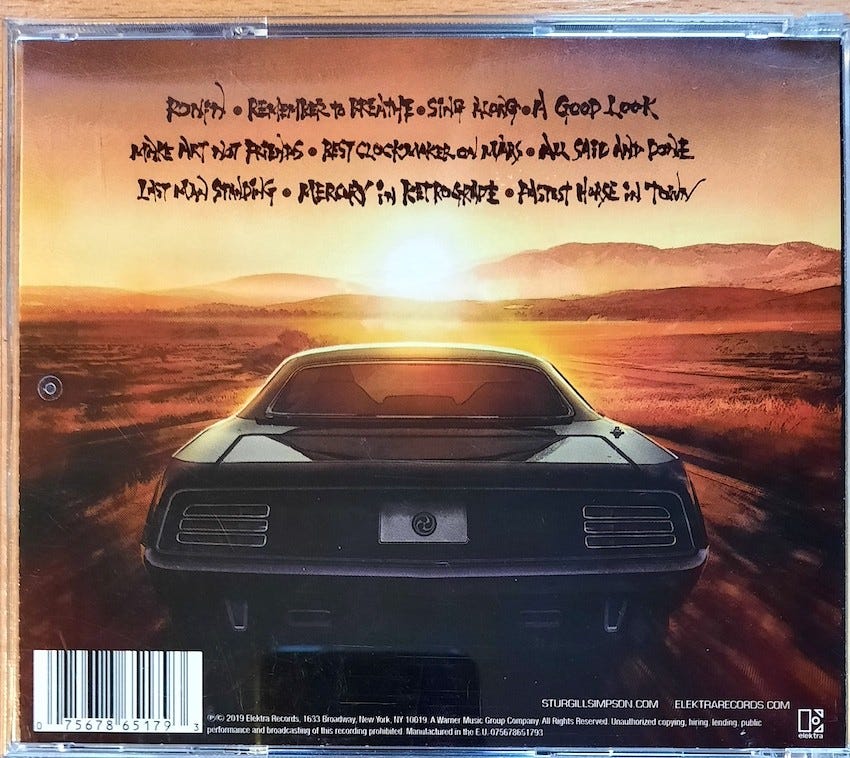 RONIN • REMEMBER TO BREATHE • SING ALONG • A GOOD LOOK
MAKE ART NOT FRIENDS • BEST CLOCKMAKER ON MARS • ALL SAID AND DONE
LAST MAN STANDING • MERCURY IN RETROGRADE • FASTEST HORSE IN TOWN
STURGILLSIMPSON.COM ELEKTRARECORDS.COM
0 75678 65179 3
℗© 2019 Elektra Records, 1633 Broadway, New York, NY 10019. A Warner Music Group Company. All Rights Reserved. Unauthorized copying, hiring, lending, public
performance and broadcasting of this recording prohibited. Manufactured in the E.U. 075678651793
elektra